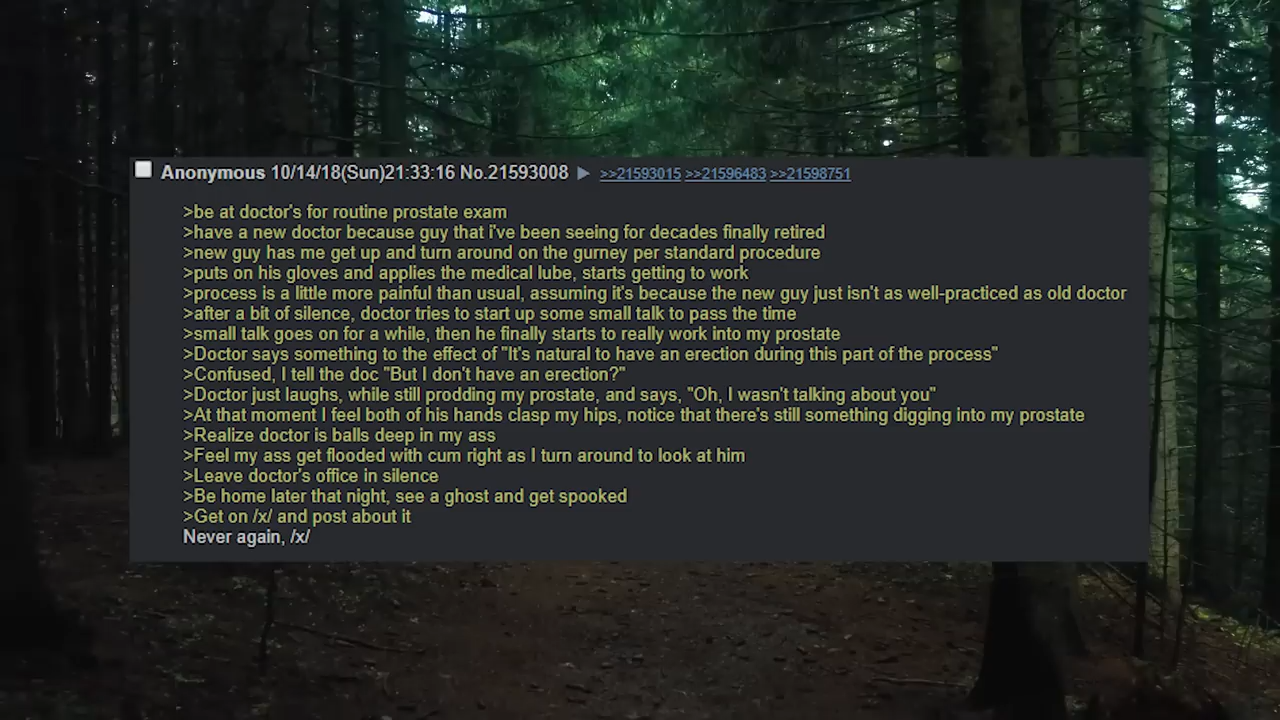 Anonymous 10/14/18(Sun)21:33:16 No.21593008 ▶ >>21593015 >>21596483 >>21598751
>be at doctor's for routine prostate exam
>have a new doctor because guy that i've been seeing for decades finally retired
>new guy has me get up and turn around on the gurney per standard procedure
>puts on his gloves and applies the medical lube, starts getting to work
>process is a little more painful than usual, assuming it's because the new guy just isn't as well-practiced as old doctor
>after a bit of silence, doctor tries to start up some small talk to pass the time
>small talk goes on for a while, then he finally starts to really work into my prostate
>Doctor says something to the effect of "It's natural to have an erection during this part of the process"
>Confused, I tell the doc "But I don't have an erection?"
>Doctor just laughs, while still prodding my prostate, and says, "Oh, I wasn't talking about you"
>At that moment I feel both of his hands clasp my hips, notice that there's still something digging into my prostate
>Realize doctor is balls deep in my ass
>Feel my ass get flooded with cum right as I turn around to look at him
>Leave doctor's office in silence
>Be home later that night, see a ghost and get spooked
>Get on /x/ and post about it
Never again, /x/